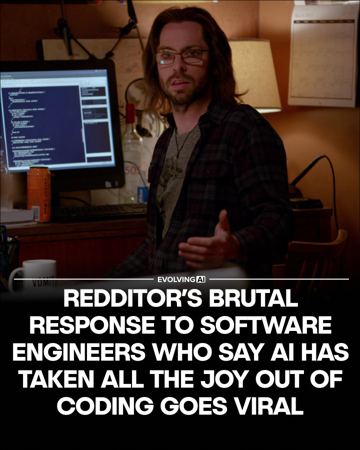 EVOLVING AI
REDDITOR'S BRUTAL
RESPONSE TO SOFTWARE
ENGINEERS WHO SAY AI HAS
TAKEN ALL THE JOY OUT OF
CODING GOES VIRAL